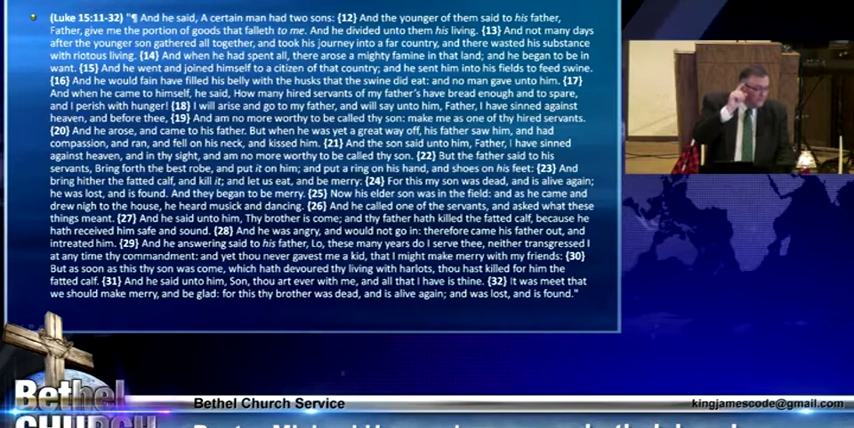 (Luke 15:11-32) "¶ And he said, A certain man had two sons: {12} And the younger of them said to his father,
Father, give me the portion of goods that falleth to me. And he divided unto them his living. {13} And not many
days after the younger son gathered all together, and took his journey into a far country, and there wasted his substance
with riotous living. {14} And when he had spent all, there arose a mighty famine in that land; and he began to be in
want. {15} And he went and joined himself to a citizen of that country; and he sent him into his fields to feed swine.
{16} And he would fain have filled his belly with the husks that the swine did eat: and no man gave unto him. {17}
And when he came to himself, he said, How many hired servants of my father's have bread enough and to spare,
and I perish with hunger! {18} I will arise and go to my father, and will say unto him, Father, I have sinned against
heaven, and before thee, {19} And am no more worthy to be called thy son: make me as one of thy hired servants.
{20} And he arose, and came to his father. But when he was yet a great way off, his father saw him, and had
compassion, and ran, and fell on his neck, and kissed him. {21} And the son said unto him, Father, I have sinned
against heaven, and in thy sight, and am no more worthy to be called thy son. {22} But the father said to his
servants, Bring forth the best robe, and put it on him; and put a ring on his hand, and shoes on his feet: {23} And
bring hither the fatted calf, and kill it; and let us eat, and be merry: {24} For this my son was dead, and is alive again;
he was lost, and is found. And they began to be merry. {25} Now his elder son was in the field: and as he came and
drew nigh to the house, he heard musick and dancing. {26} And he called one of the servants, and asked what these
things meant. {27} And he said unto him, Thy brother is come; and thy father hath killed the fatted calf, because he
hath received him safe and sound. {28} And he was angry, and would not go in: therefore came his father out, and
intreated him. {29} And he answering said to his father, Lo, these many years do I serve thee, neither transgressed I
at any time thy commandment: and yet thou never gavest me a kid, that I might make merry with my friends: {30}
But as soon as this thy son was come, which hath devoured thy living with harlots, thou hast killed for him the
fatted calf. {31} And he said unto him, Son, thou art ever with me, and all that I have is thine. {32} It was meet that
we should make merry, and be glad: for this thy brother was dead, and is alive again; and was lost, and is found."
Bethel
CHURCH
Bethel Church Service
kingjamescode@gmail.com